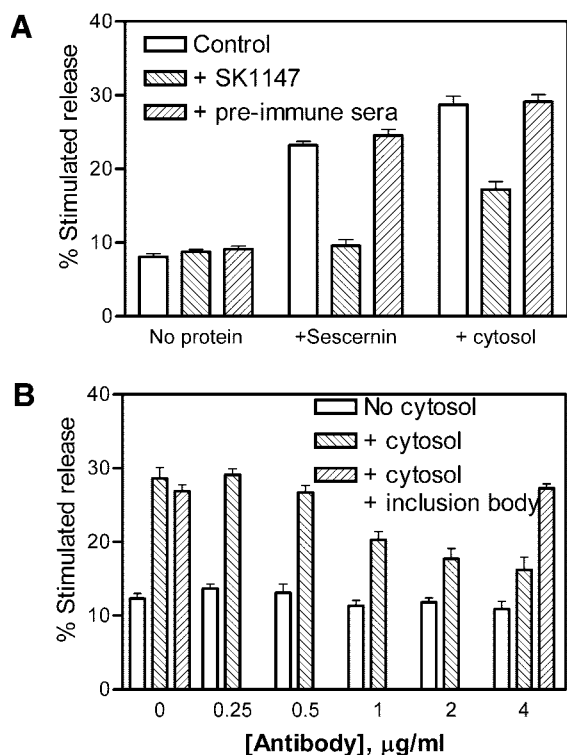 A
40
30
20
10
0
% Stimulated release
Control
+ SK1147
+ pre-immune sera
No protein
+Sescernin
+ cytosol
B
40
30
20
10
0
% Stimulated release
No cytosol
+ cytosol
+ cytosol
+ inclusion body
0 0.25 0.5 1 2 4
[Antibody], μg/ml